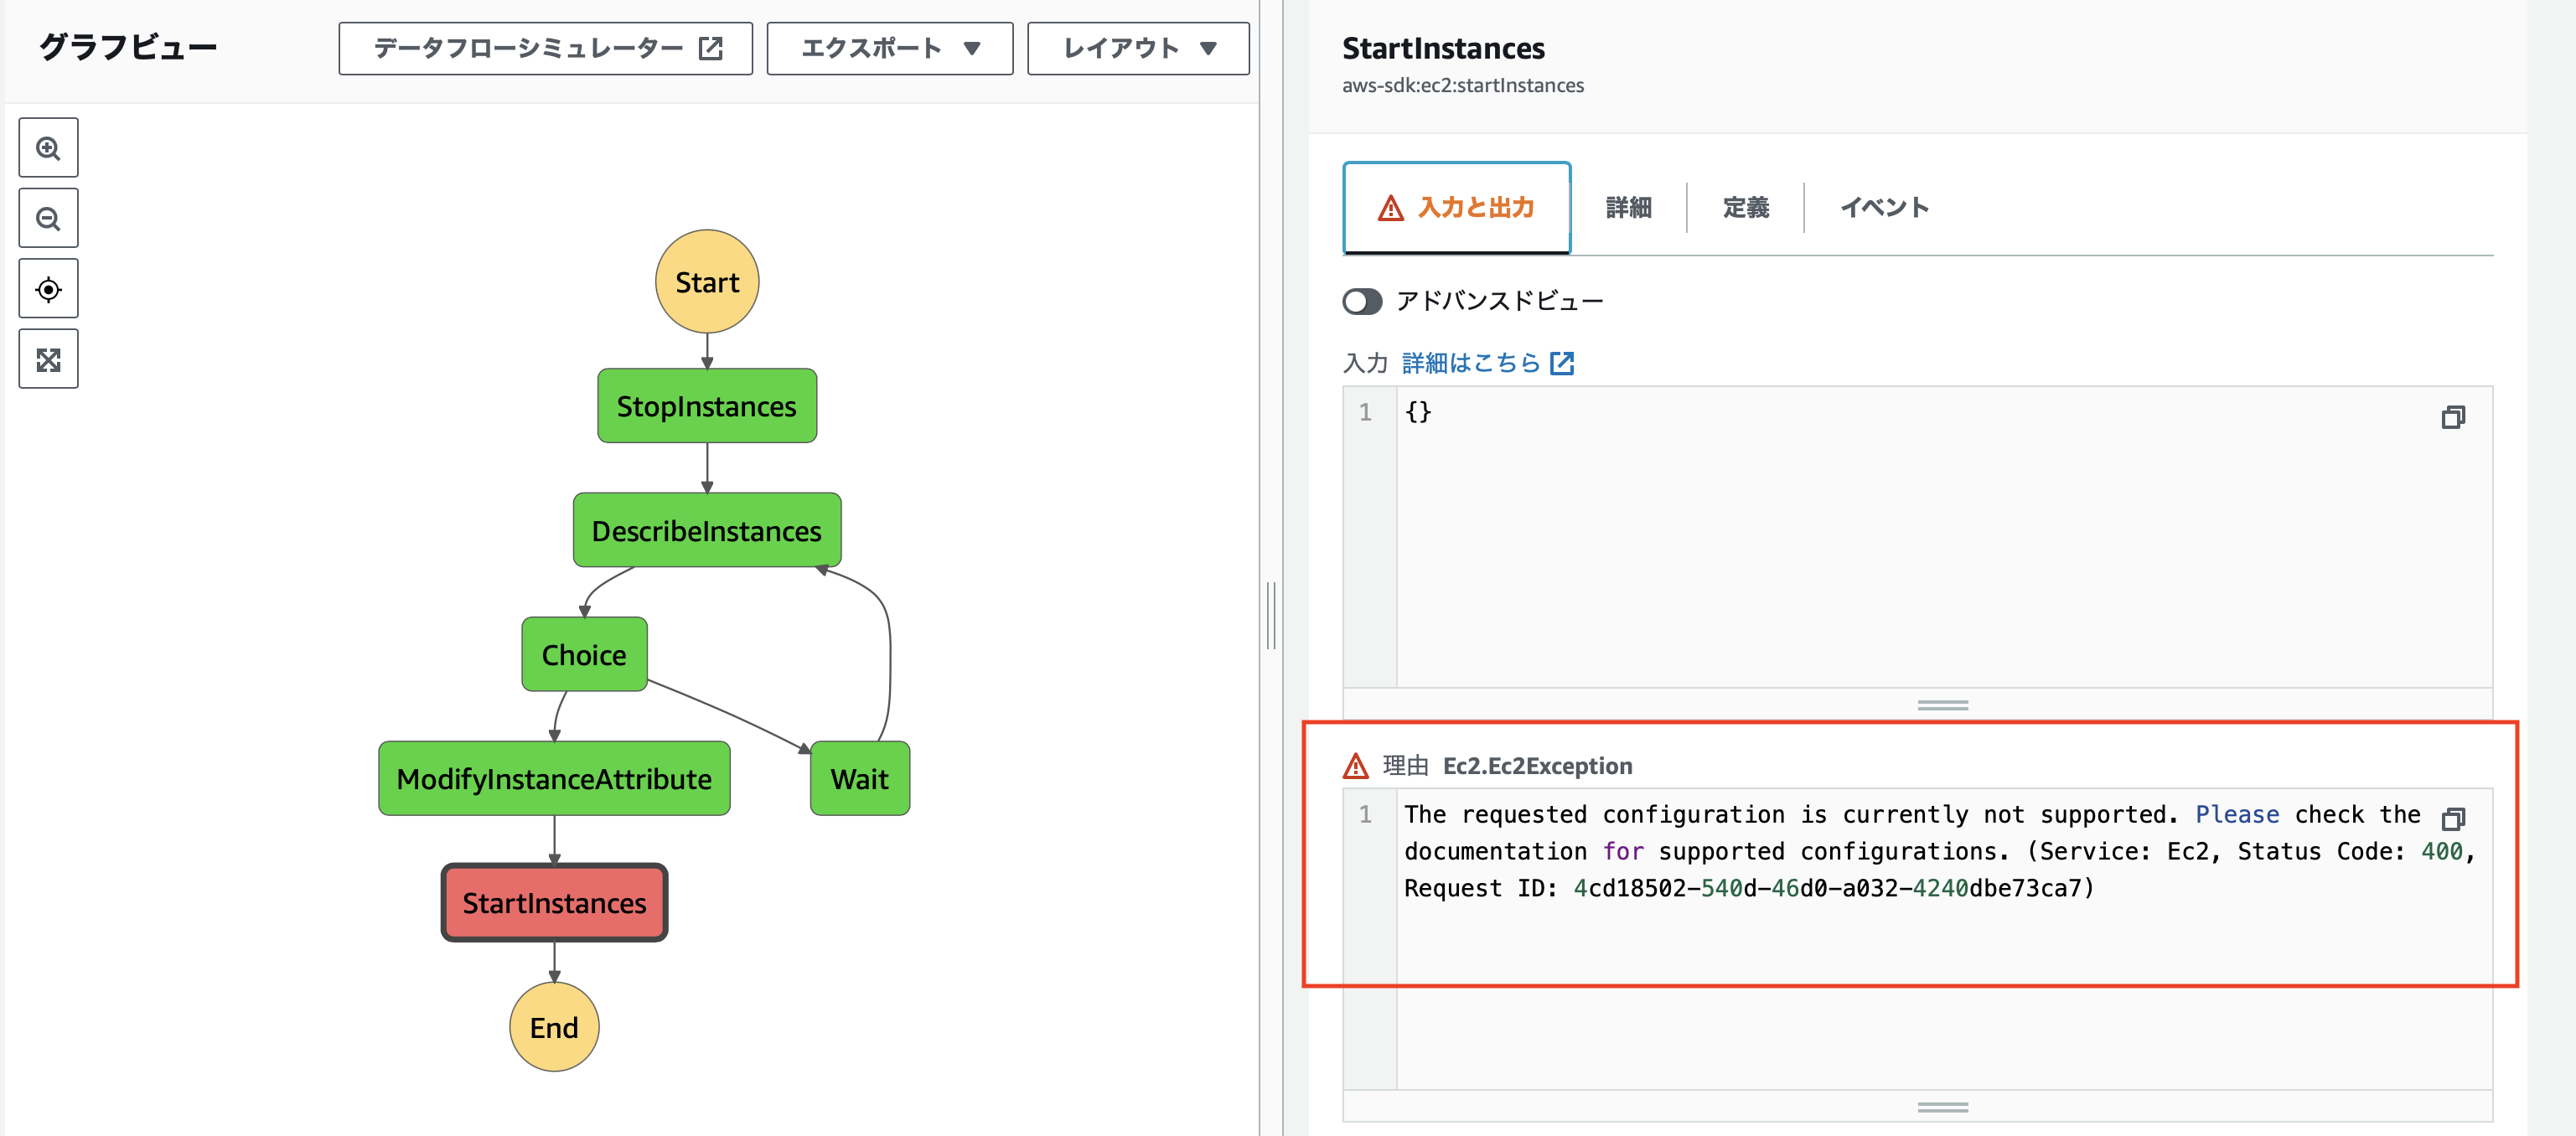 グラフビュー
データフローシミュレーター
エクスポート
レイアウト
Start
StopInstances
DescribeInstances
Choice
ModifyInstanceAttribute
Wait
StartInstances
End
StartInstances
aws-sdk:ec2:startInstances
入力と出力
詳細
定義
イベント
アドバンスドビュー
入力 詳細はこちら
1 {}
理由 Ec2.Ec2Exception
1 The requested configuration is currently not supported. Please check the
documentation for supported configurations. (Service: Ec2, Status Code: 400,
Request ID: 4cd18502-540d-46d0-a032-4240dbe73ca7)